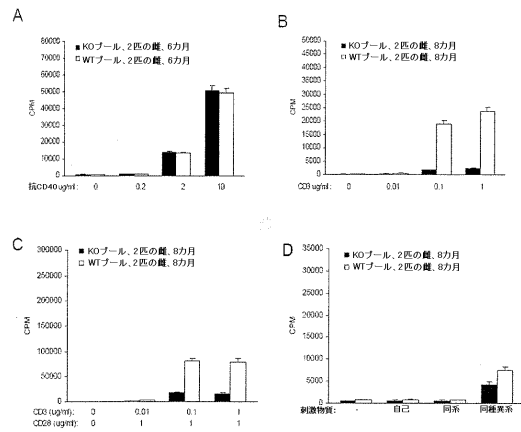 A
KOプール、2匹の雌、6カ月
WTプール、2匹の雌、6カ月
CPM
60000
50000
40000
30000
20000
10000
0
抗CD40 ug/ml: 0 0.2 2 10
B
KOプール、2匹の雌、8カ月
WTプール、2匹の雌、8カ月
CPM
50000
45000
40000
35000
30000
25000
20000
15000
10000
5000
0
CD3 ug/ml: 0 0.01 0.1 1
C
KOプール、2匹の雌、8カ月
WTプール、2匹の雌、8カ月
CPM
300000
250000
200000
150000
100000
50000
0
CD3 (ug/ml): 0 0.01 0.1 1
CD28 (ug/ml): 0 1 1 1
D
KOプール、2匹の雌、8カ月
WTプール、2匹の雌、8カ月
CPM
35000
30000
25000
20000
15000
10000
5000
0
刺激物質: - 自己 同系 同種異系